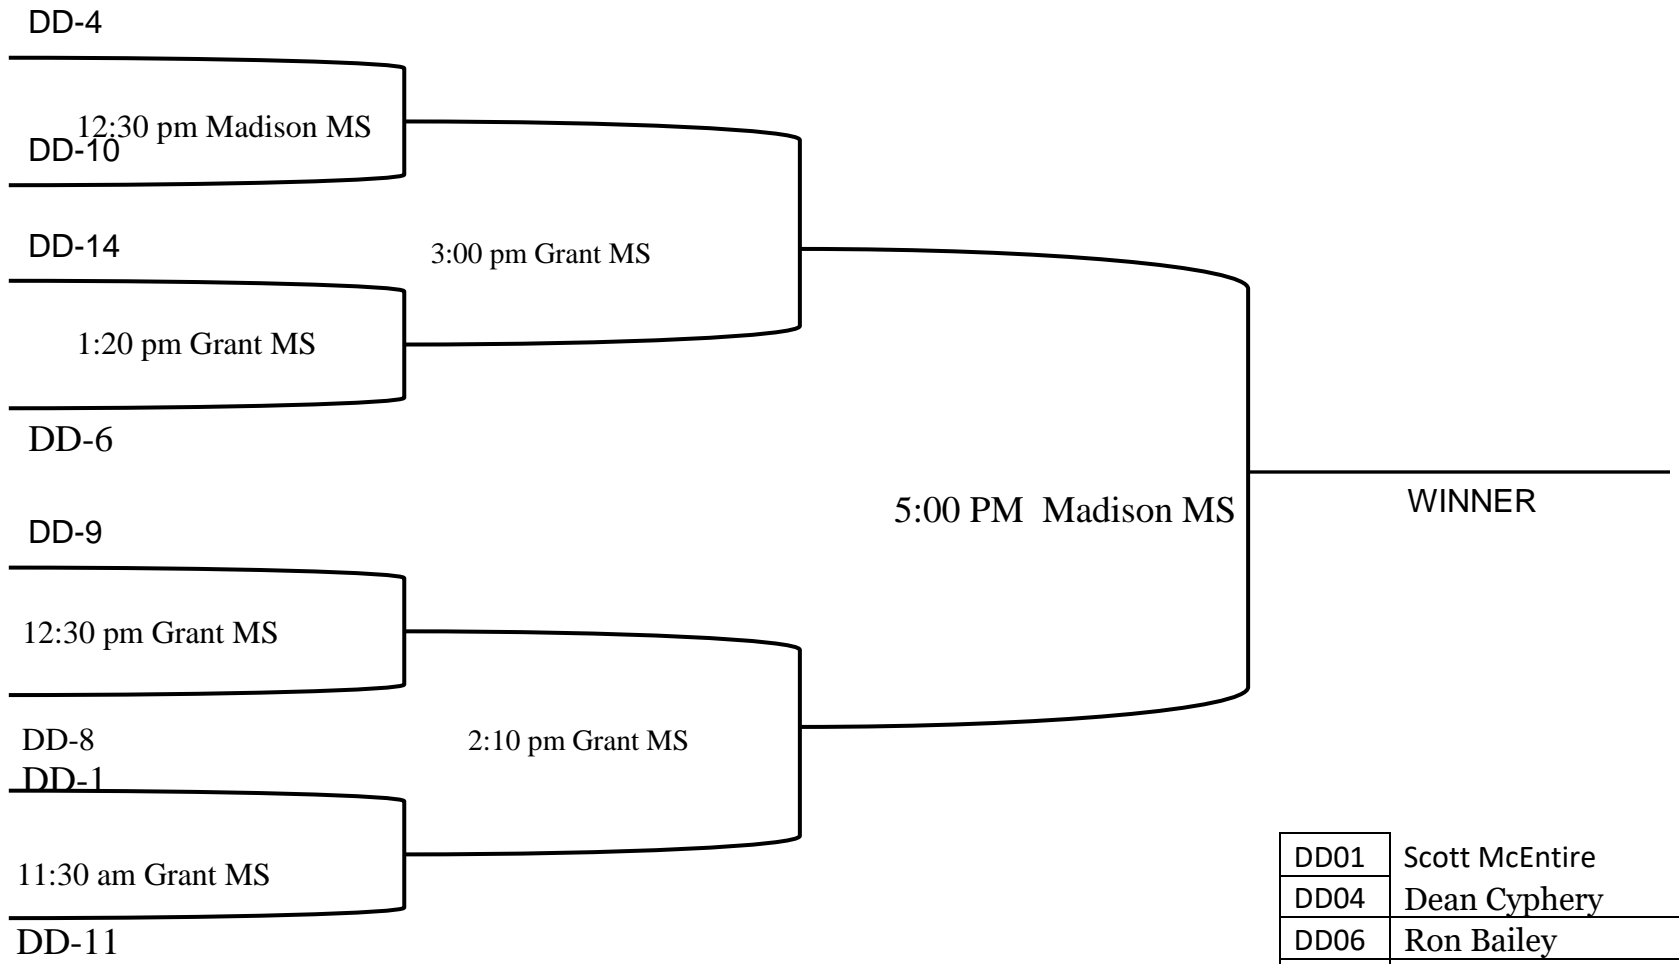 DD-4
12:30 pm Madison MS
DD-10
DD-14
3:00 pm Grant MS
1:20 pm Grant MS
DD-6
5:00 PM  Madison MS
WINNER
DD-9
12:30 pm Grant MS
DD-8
2:10 pm Grant MS
DD-1
11:30 am Grant MS
DD-11
DD01 Scott McEntire
DD04 Dean Cyphery
DD06 Ron Bailey